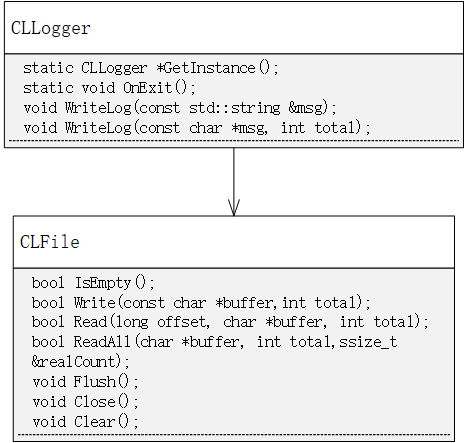 CLLogger
static CLLogger *GetInstance();
static void OnExit();
void WriteLog(const std::string &msg);
void WriteLog(const char *msg, int total);
CLFile
bool IsEmpty();
bool Write(const char *buffer,int total);
bool Read(long offset, char *buffer, int total);
bool ReadAll(char *buffer, int total,ssize_t
&realCount);
void Flush();
void Close();
void Clear();